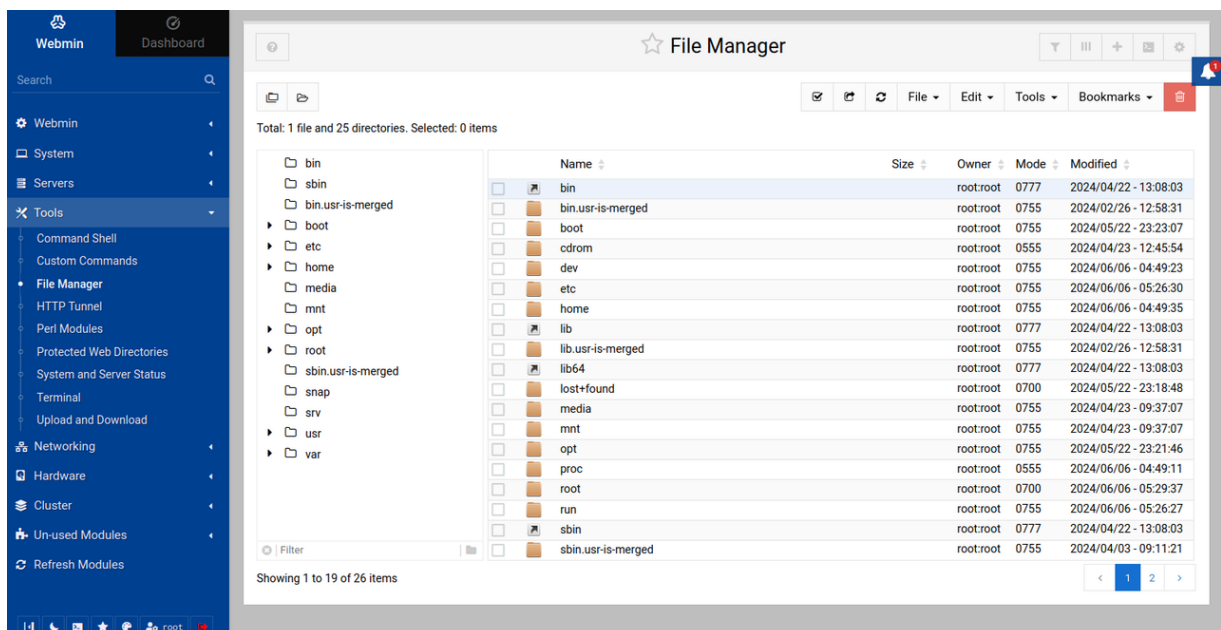 Webmin
Dashboard
Search
Webmin
System
Servers
Tools
Command Shell
Custom Commands
File Manager
HTTP Tunnel
Perl Modules
Protected Web Directories
System and Server Status
Terminal
Upload and Download
Networking
Hardware
Cluster
Un-used Modules
Refresh Modules
root
File Manager
1
File Edit Tools Bookmarks
Total: 1 file and 25 directories. Selected: 0 items
bin
sbin
bin.usr-is-merged
boot
etc
home
media
mnt
opt
root
sbin.usr-is-merged
snap
srv
usr
var
Filter
Name Size Owner Mode Modified
bin root:root 0777 2024/04/22 - 13:08:03
bin.usr-is-merged root:root 0755 2024/02/26 - 12:58:31
boot root:root 0755 2024/05/22 - 23:23:07
cdrom root:root 0555 2024/04/23 - 12:45:54
dev root:root 0755 2024/06/06 - 04:49:23
etc root:root 0755 2024/06/06 - 05:26:30
home root:root 0755 2024/06/06 - 04:49:35
lib root:root 0777 2024/04/22 - 13:08:03
lib.usr-is-merged root:root 0755 2024/02/26 - 12:58:31
lib64 root:root 0777 2024/04/22 - 13:08:03
lost+found root:root 0700 2024/05/22 - 23:18:48
media root:root 0755 2024/04/23 - 09:37:07
mnt root:root 0755 2024/04/23 - 09:37:07
opt root:root 0755 2024/05/22 - 23:21:46
proc root:root 0555 2024/06/06 - 04:49:11
root root:root 0700 2024/06/06 - 05:29:37
run root:root 0755 2024/06/06 - 05:26:27
sbin root:root 0777 2024/04/22 - 13:08:03
sbin.usr-is-merged root:root 0755 2024/04/03 - 09:11:21
Showing 1 to 19 of 26 items
1 2